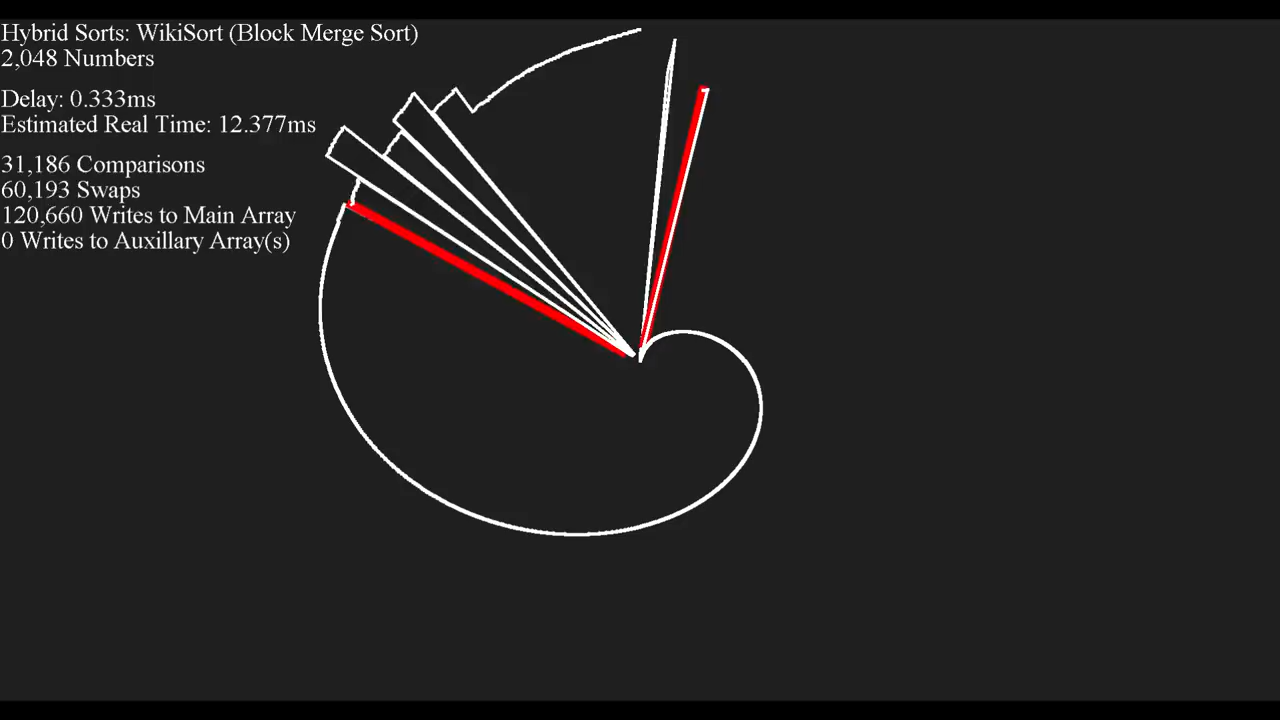 Hybrid Sorts: WikiSort (Block Merge Sort)
2,048 Numbers
Delay: 0.333ms
Estimated Real Time: 12.377ms
31,186 Comparisons
60,193 Swaps
120,660 Writes to Main Array
0 Writes to Auxillary Array(s)